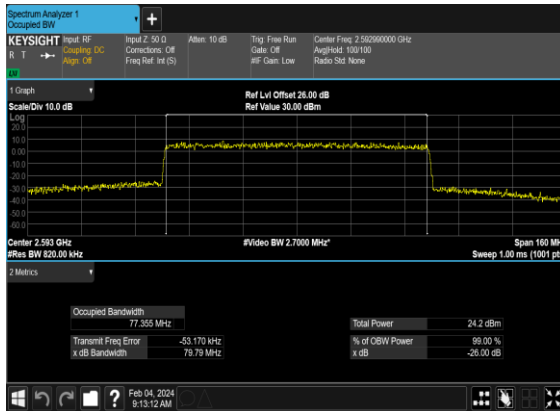 Spectrum Analyzer 1
Occupied BW
+
KEYSIGHT
R T
Input: RF
Coupling: DC
Align: Off
Input Z: 50 Ω
Corrections: Off
Freq Ref: Int (S)
Atten: 10 dB
Trig: Free Run
Gate: Off
#IF Gain: Low
Center Freq: 2.592990000 GHz
Avg|Hold: 100/100
Radio Std: None
1 Graph
Scale/Div 10.0 dB
Ref Lvl Offset 26.00 dB
Ref Value 30.00 dBm
Log
20.0
10.0
0.00
-10.0
-20.0
-30.0
-40.0
-50.0
-60.0
Center 2.593 GHz
#Res BW 820.00 kHz
#Video BW 2.7000 MHz*
Span 160 MH
Sweep 1.00 ms (1001 pt
2 Metrics
Occupied Bandwidth
77.355 MHz
Total Power 24.2 dBm
Transmit Freq Error -53.170 kHz
% of OBW Power 99.00 %
x dB Bandwidth 79.79 MHz
x dB -26.00 dB
?
Feb 04, 2024
9:13:12 AM